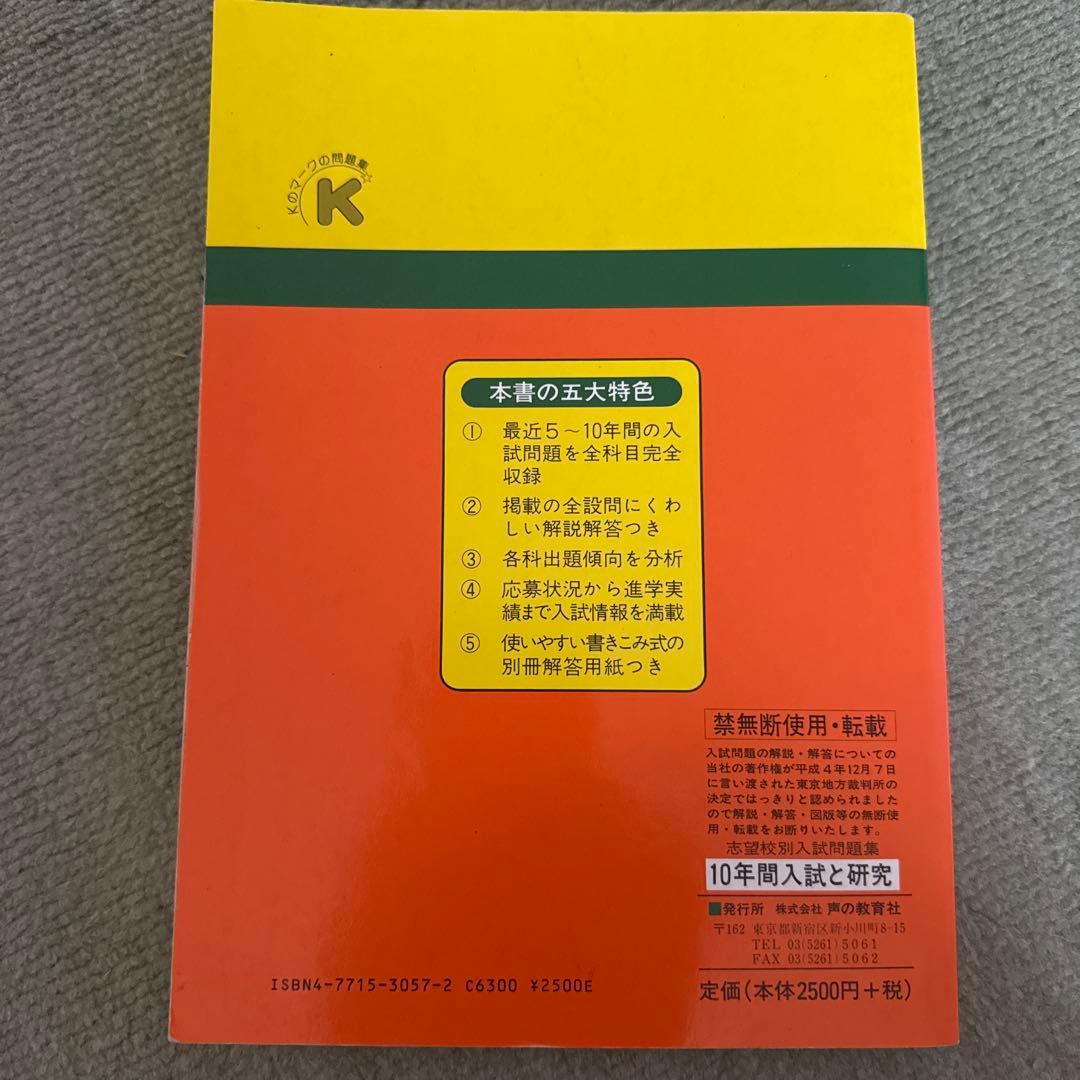 Kのマークの問題集☆
K
本書の五大特色
① 最近5～10年間の入
試問題を全科目完全
収録
② 掲載の全設問にくわ
しい解説解答つき
③ 各科出題傾向を分析
④ 応募状況から進学実
績まで入試情報を満載
⑤ 使いやすい書きこみ式の
別冊解答用紙つき
禁無断使用・転載
入試問題の解説・解答についての
当社の著作権が平成4年12月7日
に言い渡された東京地方裁判所の
決定ではっきりと認められました
ので解説・解答・図版等の無断使
用・転載をお断りいたします。
志望校別入試問題集
10年間入試と研究
■発行所 株式会社 声の教育社
〒162 東京都新宿区新小川町8-15
TEL 03(5261)5061
FAX 03(5261)5062
定価(本体2500円＋税)
ISBN4-7715-3057-2 C6300 ¥2500E